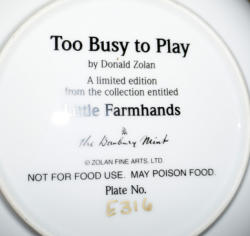 Too Busy to Play
by Donald Zolan
A limited edition
from the collection entitled
Little Farmhands
The Danbury Mint
© ZOLAN FINE ARTS, LTD.
NOT FOR FOOD USE. MAY POISON FOOD.
Plate No.
E316